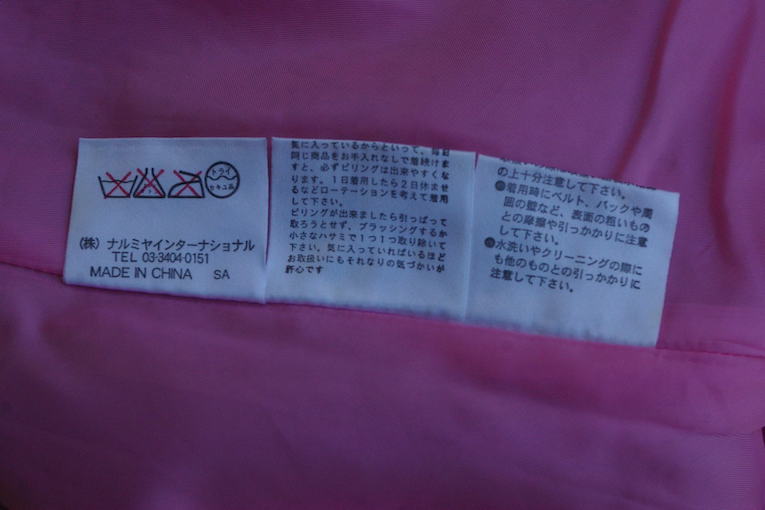 トライ
セキユ系
(株) ナルミヤインターナショナル
TEL 03-3404-0151
MADE IN CHINA SA
気に入っているからといって、毎日
同じ商品をお手入れなしで着続けま
すと、必ずピリングは出来やすくな
ります。1日着用したら2日休ませ
るなどローテーションを考えて着用
して下さい。
ピリングが出来ましたら引っぱって
取ろうとせず、ブラッシングするか
小さなハサミで1つ1つ取り除いて
下さい。気に入っていればいるほど
お取扱いにもそれなりの気づかいが
肝心です
の上十分注意して下さい。
●着用時にベルト、バックや周
囲の壁など、表面の粗いもの
との摩擦や引っかかりに注意
して下さい。
●水洗いやクリーニングの際に
も他のものとの引っかかりに
注意して下さい。